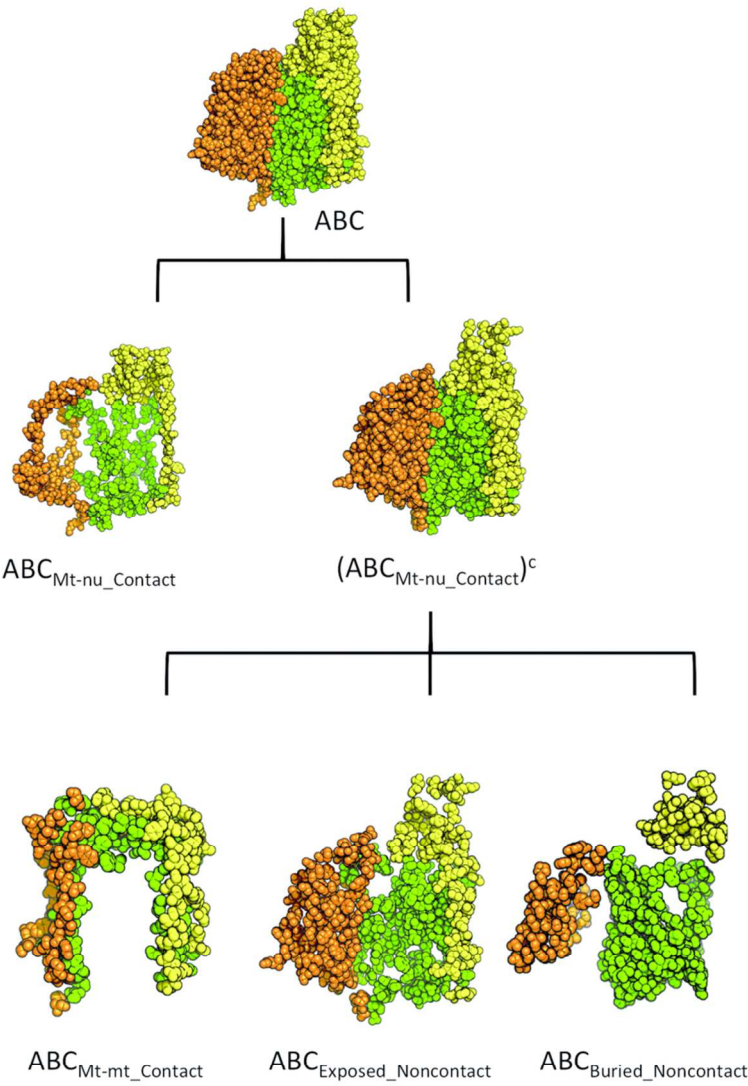 ABC
ABCMt-nu_Contact
(ABCMt-nu_Contact)c
ABCMt-mt_Contact
ABCExposed_Noncontact
ABCBuried_Noncontact